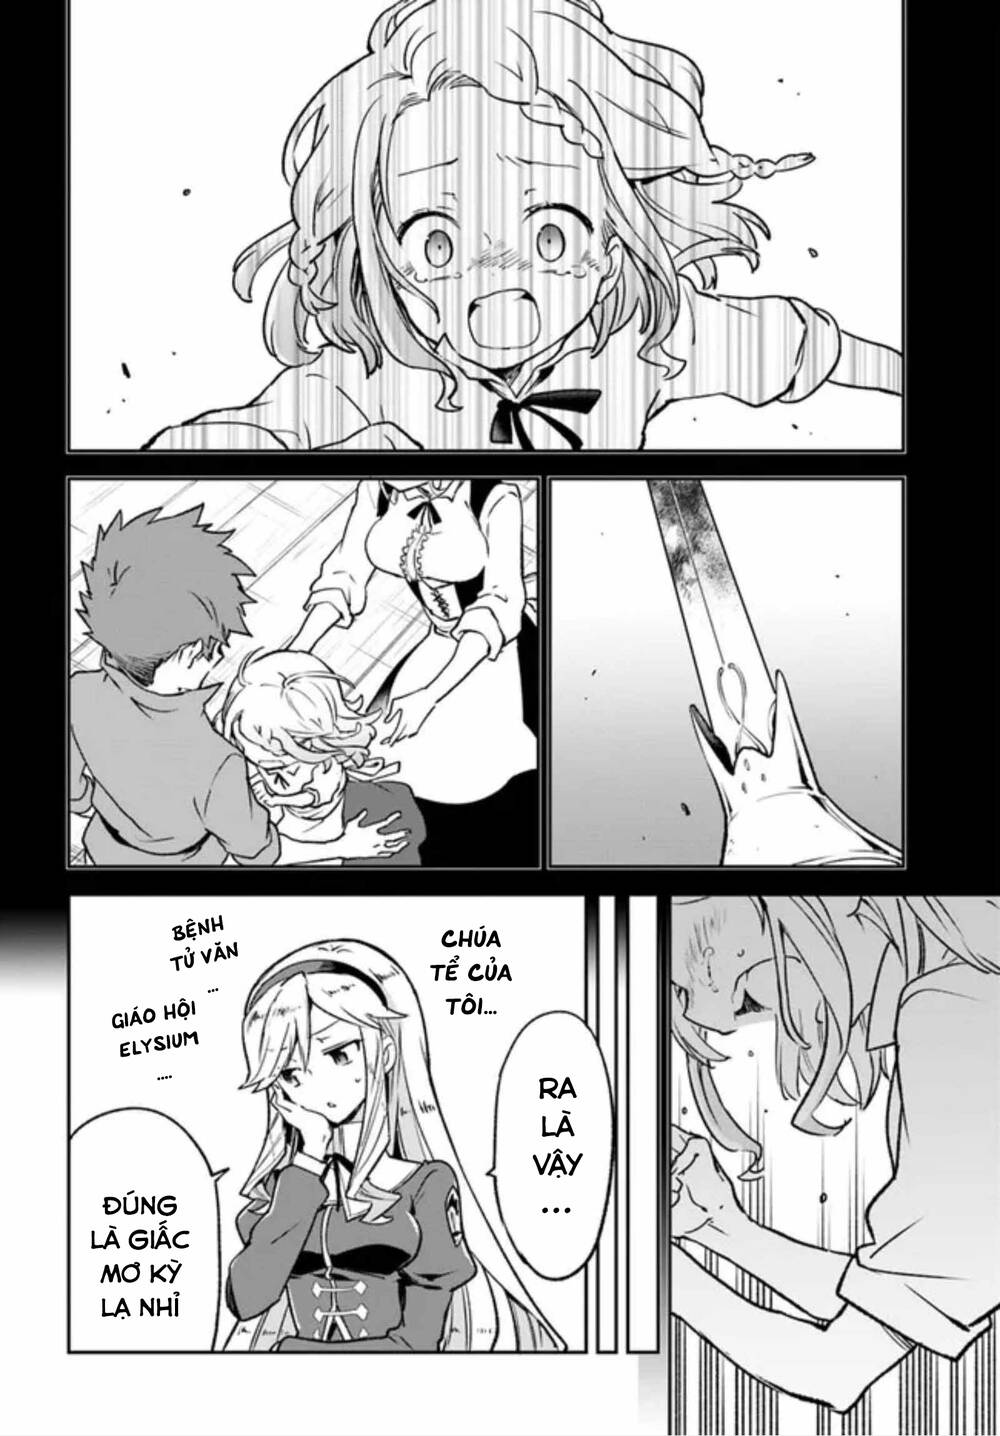 CHÚA
TỂ CỦA
TÔI...
RA
LÀ
VẬY
...
BỆNH
TỬ VĂN
...
GIÁO HỘI
ELYSIUM
....
ĐÚNG
LÀ GIẤC
MƠ KỲ
LẠ NHỈ